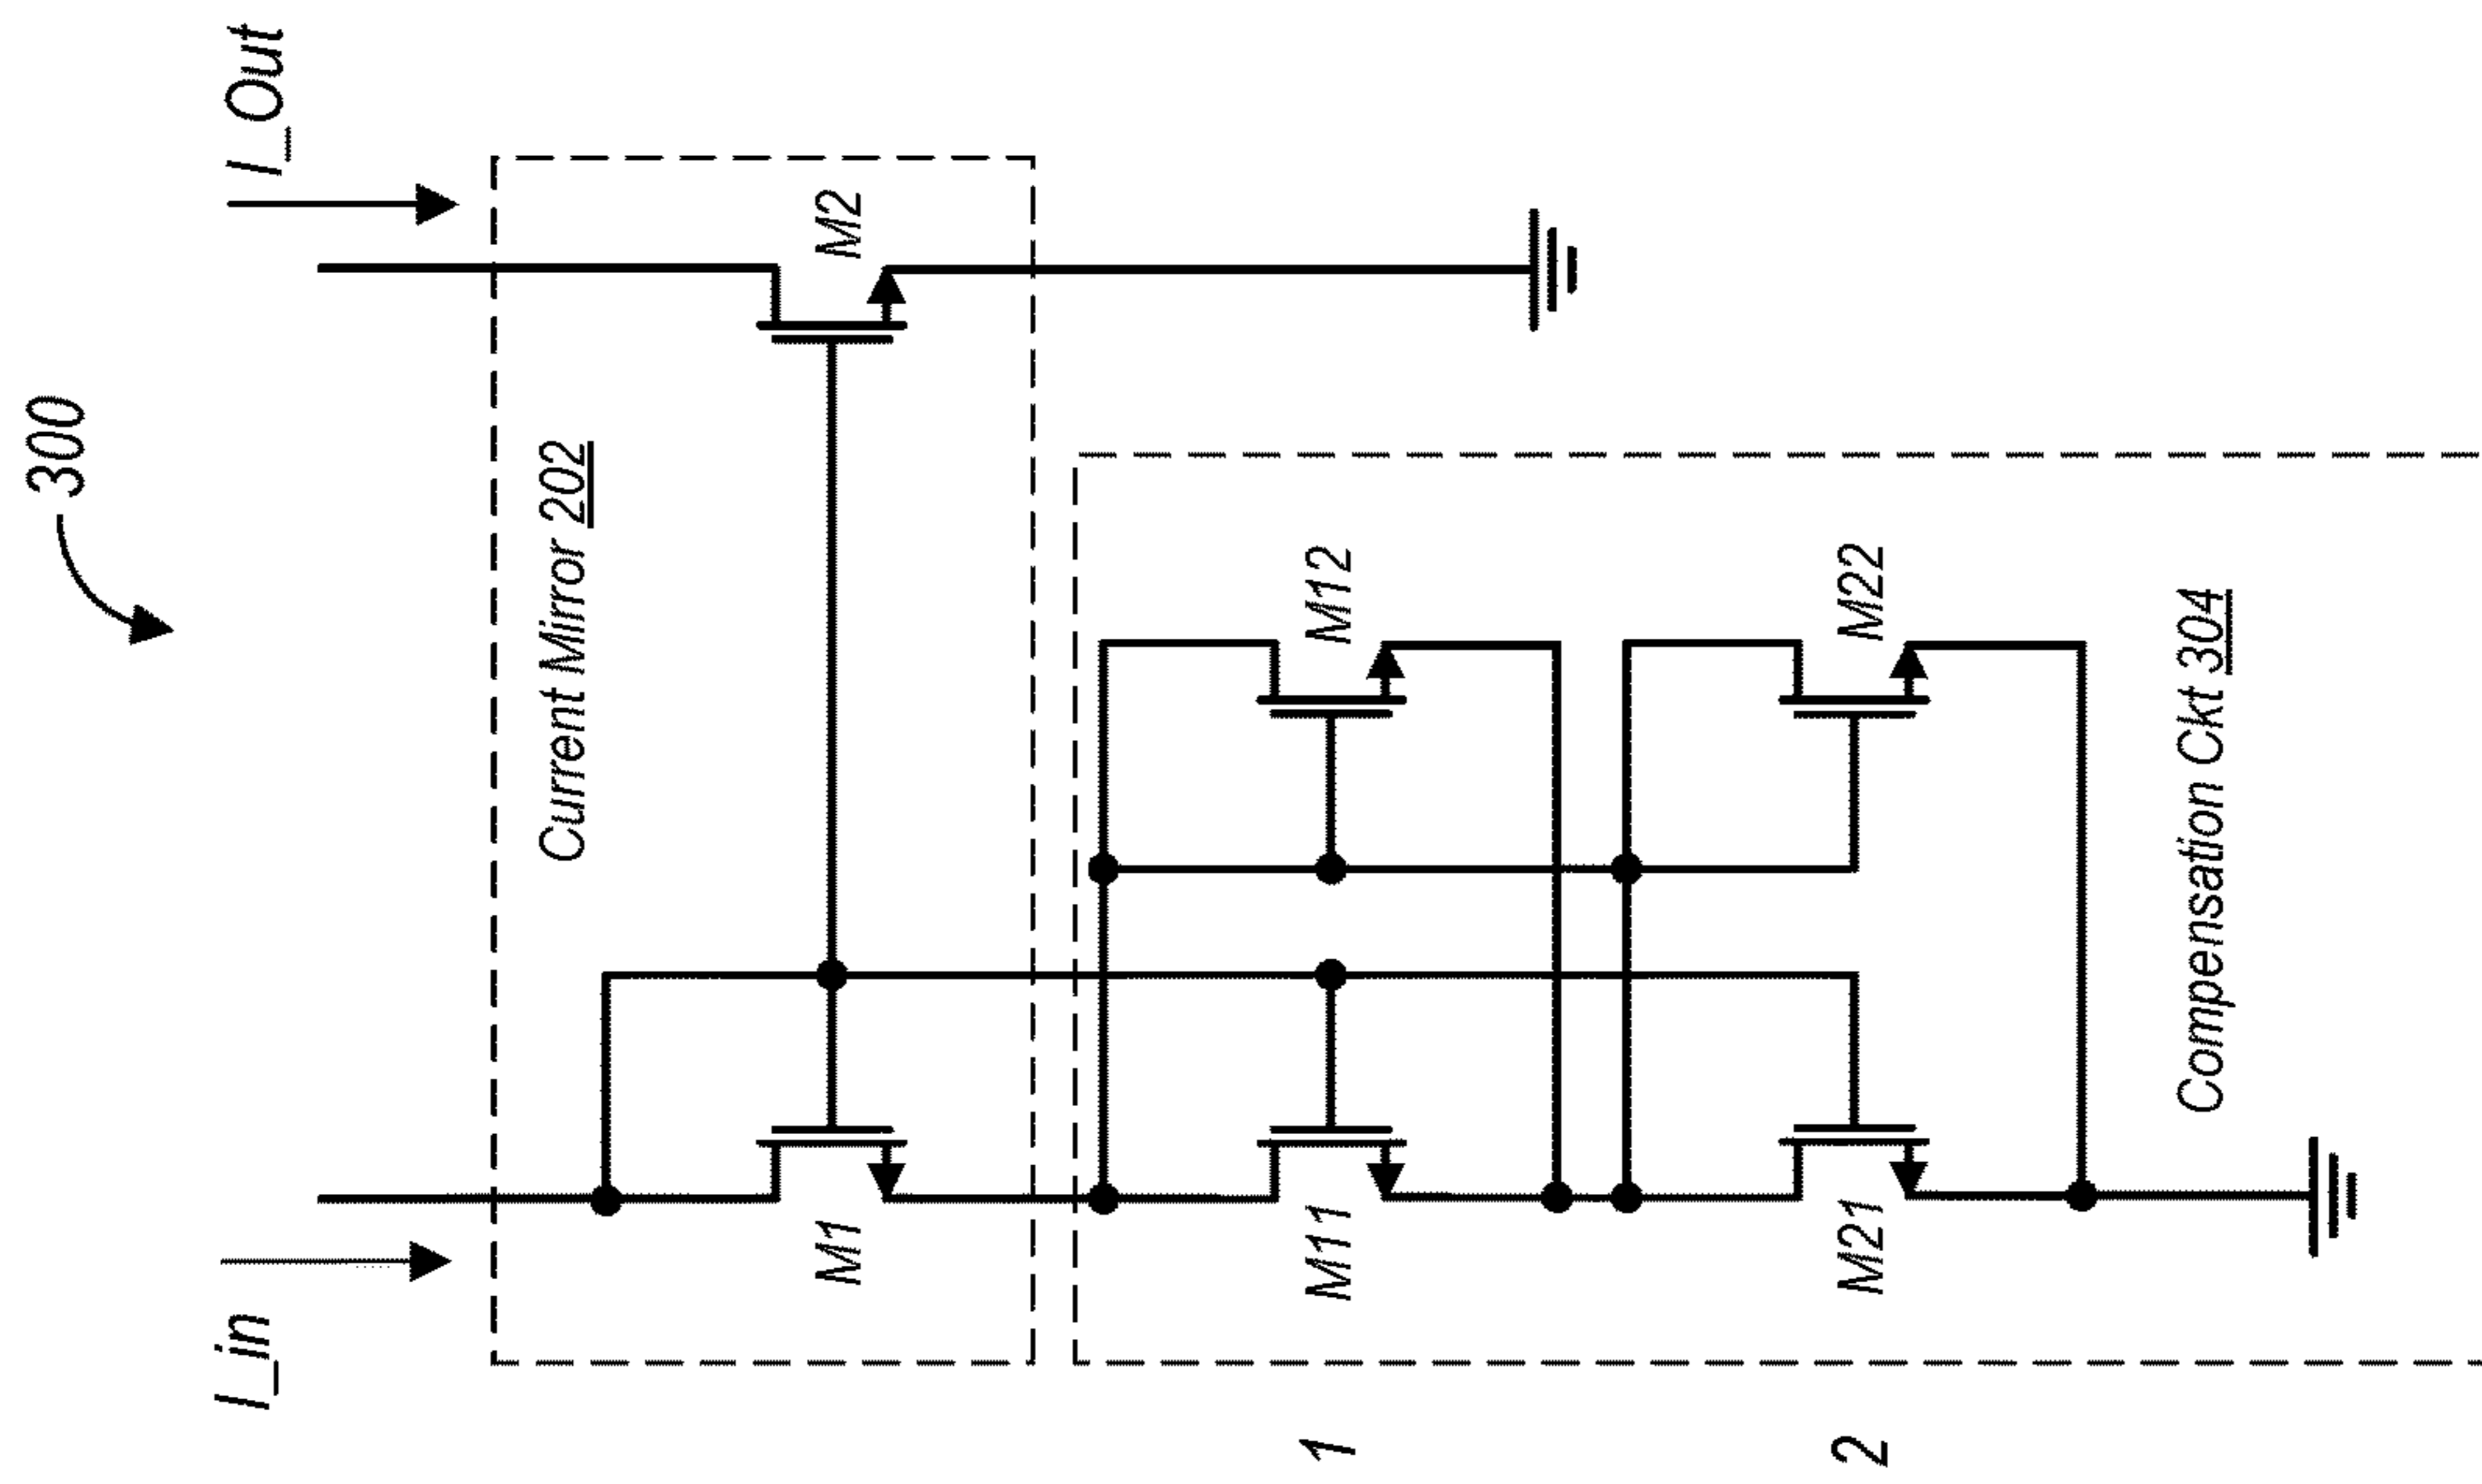 300
I_in
I_Out
Current Mirror 202
M1
M2
1
M11
M12
2
M21
M22
Compensation Ckt 304